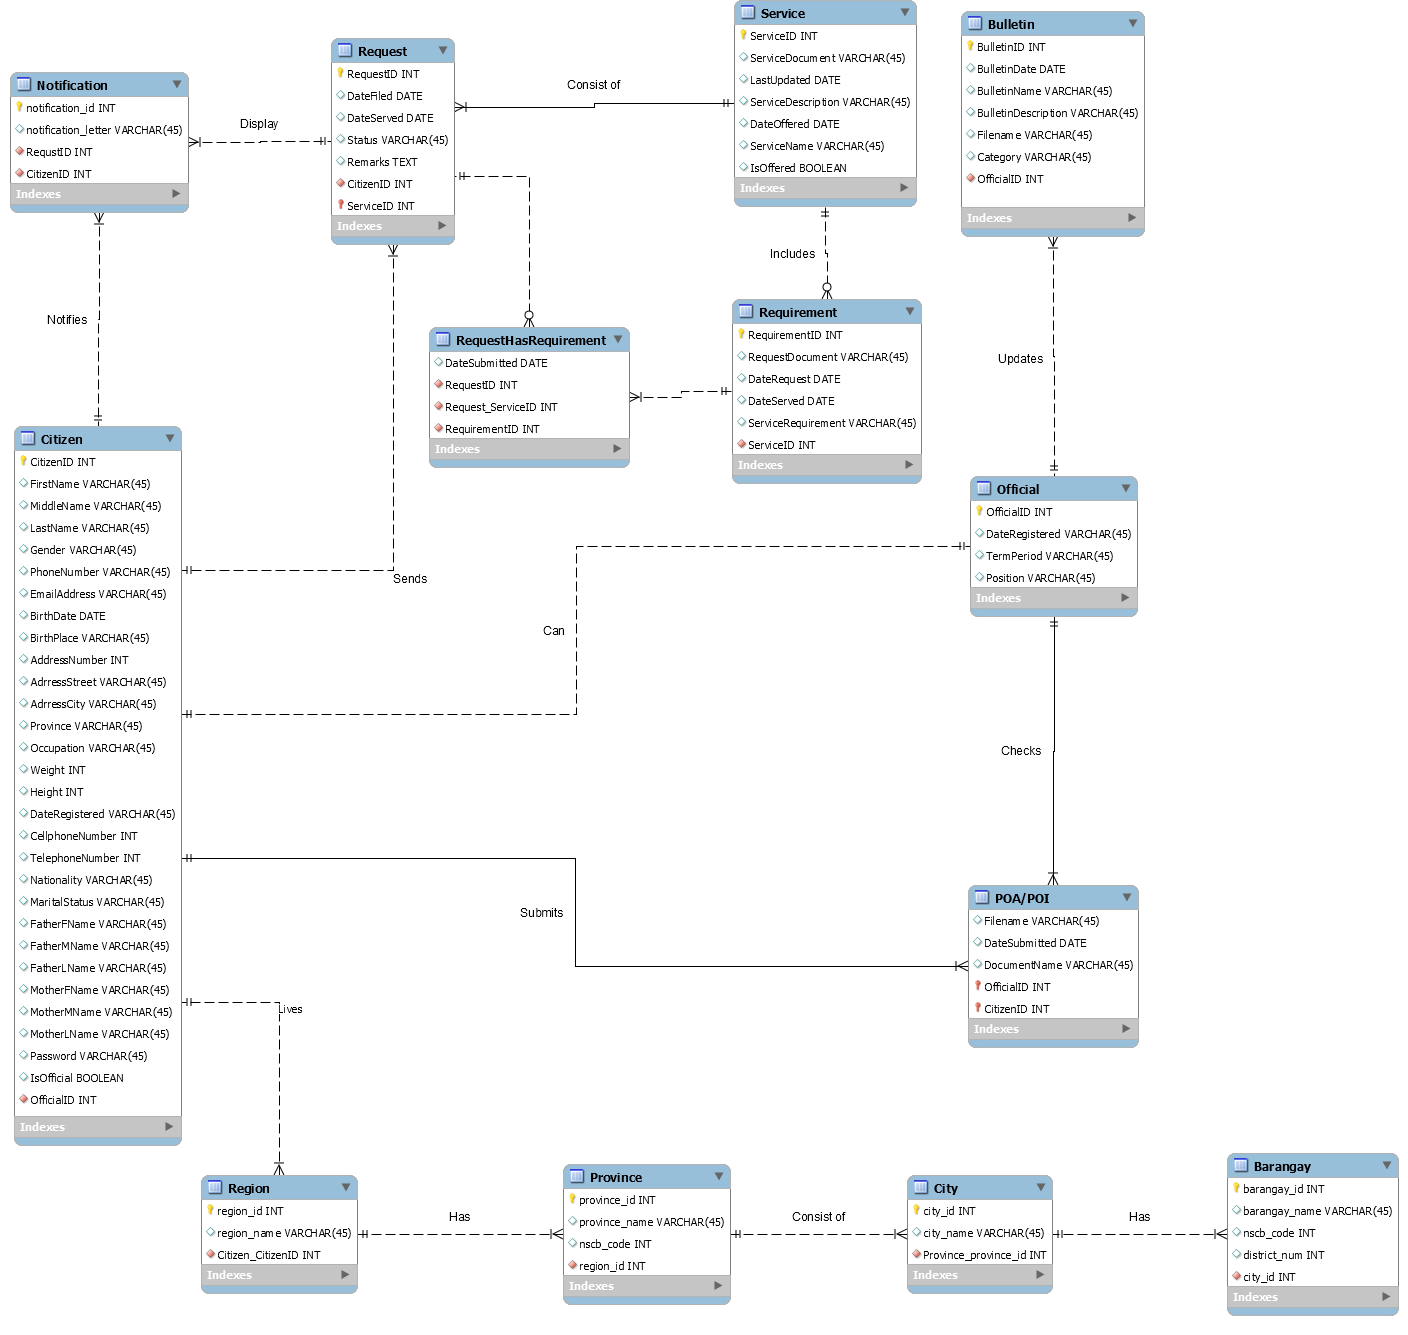 Notification
notification_id INT
notification_letter VARCHAR(45)
RequstID INT
CitizenID INT
Indexes
Display
Request
RequestID INT
DateFiled DATE
DateServed DATE
Status VARCHAR(45)
Remarks TEXT
CitizenID INT
ServiceID INT
Indexes
Consist of
Service
ServiceID INT
ServiceDocument VARCHAR(45)
LastUpdated DATE
ServiceDescription VARCHAR(45)
DateOffered DATE
ServiceName VARCHAR(45)
IsOffered BOOLEAN
Indexes
Bulletin
BulletinID INT
BulletinDate DATE
BulletinName VARCHAR(45)
BulletinDescription VARCHAR(45)
Filename VARCHAR(45)
Category VARCHAR(45)
OfficialID INT
Indexes
Notifies
Includes
Updates
RequestHasRequirement
DateSubmitted DATE
RequestID INT
Request_ServiceID INT
RequirementID INT
Indexes
Requirement
RequirementID INT
RequestDocument VARCHAR(45)
DateRequest DATE
DateServed DATE
ServiceRequirement VARCHAR(45)
ServiceID INT
Indexes
Citizen
CitizenID INT
FirstName VARCHAR(45)
MiddleName VARCHAR(45)
LastName VARCHAR(45)
Gender VARCHAR(45)
PhoneNumber VARCHAR(45)
EmailAddress VARCHAR(45)
BirthDate DATE
BirthPlace VARCHAR(45)
AddressNumber INT
AdrressStreet VARCHAR(45)
AdrressCity VARCHAR(45)
Province VARCHAR(45)
Occupation VARCHAR(45)
Weight INT
Height INT
DateRegistered VARCHAR(45)
CellphoneNumber INT
TelephoneNumber INT
Nationality VARCHAR(45)
MaritalStatus VARCHAR(45)
FatherFName VARCHAR(45)
FatherMName VARCHAR(45)
FatherLName VARCHAR(45)
MotherFName VARCHAR(45)
MotherMName VARCHAR(45)
MotherLName VARCHAR(45)
Password VARCHAR(45)
IsOfficial BOOLEAN
OfficialID INT
Indexes
Sends
Can
Official
OfficialID INT
DateRegistered VARCHAR(45)
TermPeriod VARCHAR(45)
Position VARCHAR(45)
Indexes
Checks
Submits
POA/POI
Filename VARCHAR(45)
DateSubmitted DATE
DocumentName VARCHAR(45)
OfficialID INT
CitizenID INT
Indexes
Lives
Region
region_id INT
region_name VARCHAR(45)
Citizen_CitizenID INT
Indexes
Has
Province
province_id INT
province_name VARCHAR(45)
nscb_code INT
region_id INT
Indexes
Consist of
City
city_id INT
city_name VARCHAR(45)
Province_province_id INT
Indexes
Has
Barangay
barangay_id INT
barangay_name VARCHAR(45)
nscb_code INT
district_num INT
city_id INT
Indexes